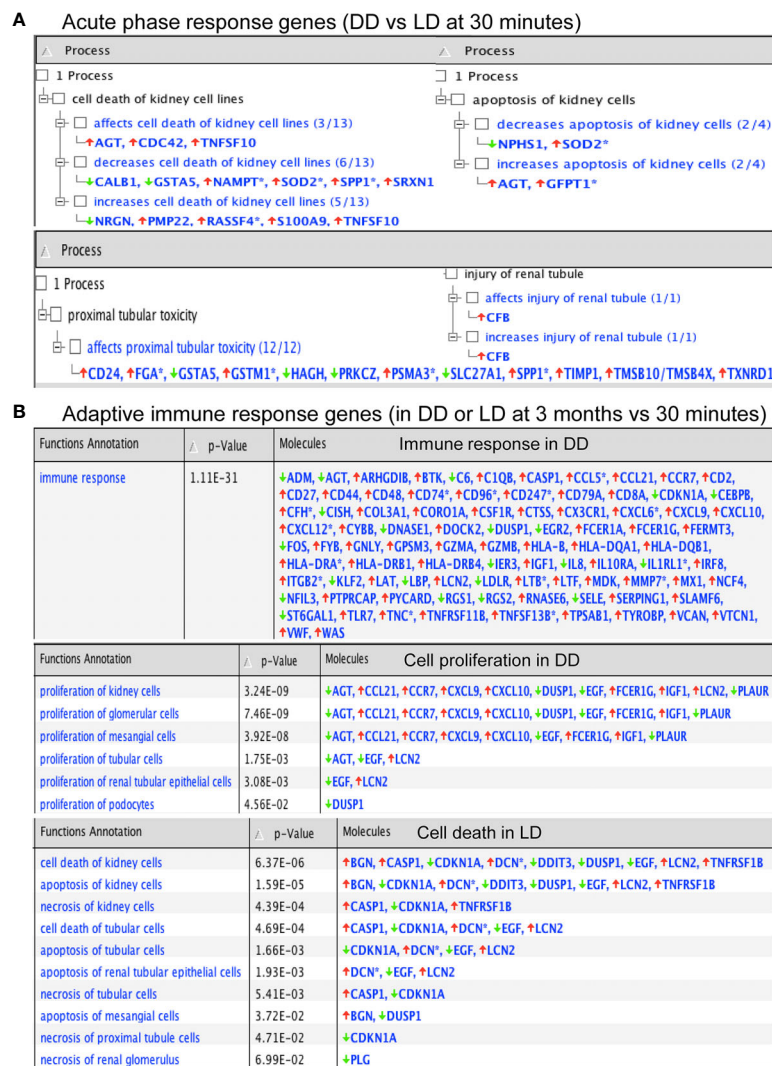 A Acute phase response genes (DD vs LD at 30 minutes)
Process
1 Process
cell death of kidney cell lines
affects cell death of kidney cell lines (3/13)
↑AGT, ↑CDC42, ↑TNFSF10
decreases cell death of kidney cell lines (6/13)
↓CALB1, ↓GSTA5, ↑NAMPT*, ↑SOD2*, ↑SPP1*, ↑SRXN1
increases cell death of kidney cell lines (5/13)
↓NRGN, ↑PMP22, ↑RASSF4*, ↑S100A9, ↑TNFSF10
Process
1 Process
apoptosis of kidney cells
decreases apoptosis of kidney cells (2/4)
↓NPHS1, ↑SOD2*
increases apoptosis of kidney cells (2/4)
↑AGT, ↑GFPT1*
Process
1 Process
proximal tubular toxicity
affects proximal tubular toxicity (12/12)
↑CD24, ↑FGA*, ↓GSTA5, ↑GSTM1*, ↓HAGH, ↓PRKCZ, ↑PSMA3*, ↓SLC27A1, ↑SPP1*, ↑TIMP1, ↑TMSB10/TMSB4X, ↑TXNRD1
injury of renal tubule
affects injury of renal tubule (1/1)
↑CFB
increases injury of renal tubule (1/1)
↑CFB
B Adaptive immune response genes (in DD or LD at 3 months vs 30 minutes)
Functions Annotation p-Value Molecules Immune response in DD
immune response 1.11E-31 ↓ADM, ↓AGT, ↑ARHGDIB, ↑BTK, ↓C6, ↑C1QB, ↑CASP1, ↑CCL5*, ↑CCL21, ↑CCR7, ↑CD2,
↑CD27, ↑CD44, ↑CD48, ↑CD74*, ↑CD96*, ↑CD247*, ↑CD79A, ↑CD8A, ↓CDKN1A, ↓CEBPB,
↑CFH*, ↓CISH, ↑COL3A1, ↑CORO1A, ↑CSF1R, ↑CTSS, ↑CX3CR1, ↑CXCL6*, ↑CXCL9, ↑CXCL10,
↑CXCL12*, ↑CYBB, ↓DNASE1, ↑DOCK2, ↓DUSP1, ↓EGR2, ↑FCER1A, ↑FCER1G, ↑FERMT3,
↓FOS, ↑FYB, ↑GNLY, ↑GPSM3, ↑GZMA, ↑GZMB, ↑HLA-B, ↑HLA-DQA1, ↑HLA-DQB1,
↑HLA-DRA*, ↑HLA-DRB1, ↑HLA-DRB4, ↓IER3, ↑IGF1, ↓IL8, ↑IL10RA, ↓IL1RL1*, ↑IRF8,
↑ITGB2*, ↓KLF2, ↑LAT, ↓LBP, ↑LCN2, ↓LDLR, ↑LTB*, ↑LTF, ↑MDK, ↑MMP7*, ↑MX1, ↑NCF4,
↓NFIL3, ↑PTPRCAP, ↑PYCARD, ↓RGS1, ↓RGS2, ↑RNASE6, ↓SELE, ↑SERPING1, ↑SLAMF6,
↓ST6GAL1, ↑TLR7, ↑TNC*, ↑TNFRSF11B, ↑TNFSF13B*, ↑TPSAB1, ↑TYROBP, ↑VCAN, ↑VTCN1,
↑VWF, ↑WAS
Functions Annotation p-Value Molecules Cell proliferation in DD
proliferation of kidney cells 3.24E-09 ↓AGT, ↑CCL21, ↑CCR7, ↑CXCL9, ↑CXCL10, ↓DUSP1, ↓EGF, ↑FCER1G, ↑IGF1, ↑LCN2, ↓PLAUR
proliferation of glomerular cells 7.46E-09 ↓AGT, ↑CCL21, ↑CCR7, ↑CXCL9, ↑CXCL10, ↓DUSP1, ↓EGF, ↑FCER1G, ↑IGF1, ↓PLAUR
proliferation of mesangial cells 3.92E-08 ↓AGT, ↑CCL21, ↑CCR7, ↑CXCL9, ↑CXCL10, ↓EGF, ↑FCER1G, ↑IGF1, ↓PLAUR
proliferation of tubular cells 1.75E-03 ↓AGT, ↓EGF, ↑LCN2
proliferation of renal tubular epithelial cells 3.08E-03 ↓EGF, ↑LCN2
proliferation of podocytes 4.56E-02 ↓DUSP1
Functions Annotation p-Value Molecules Cell death in LD
cell death of kidney cells 6.37E-06 ↑BGN, ↑CASP1, ↓CDKN1A, ↑DCN*, ↓DDIT3, ↓DUSP1, ↓EGF, ↑LCN2, ↑TNFRSF1B
apoptosis of kidney cells 1.59E-05 ↑BGN, ↓CDKN1A, ↑DCN*, ↓DDIT3, ↓DUSP1, ↓EGF, ↑LCN2, ↑TNFRSF1B
necrosis of kidney cells 4.39E-04 ↑CASP1, ↓CDKN1A, ↑TNFRSF1B
cell death of tubular cells 4.69E-04 ↑CASP1, ↓CDKN1A, ↑DCN*, ↓EGF, ↑LCN2
apoptosis of tubular cells 1.66E-03 ↓CDKN1A, ↑DCN*, ↓EGF, ↑LCN2
apoptosis of renal tubular epithelial cells 1.93E-03 ↑DCN*, ↓EGF, ↑LCN2
necrosis of tubular cells 5.41E-03 ↑CASP1, ↓CDKN1A
apoptosis of mesangial cells 3.72E-02 ↑BGN, ↓DUSP1
necrosis of proximal tubule cells 4.71E-02 ↓CDKN1A
necrosis of renal glomerulus 6.99E-02 ↓PLG